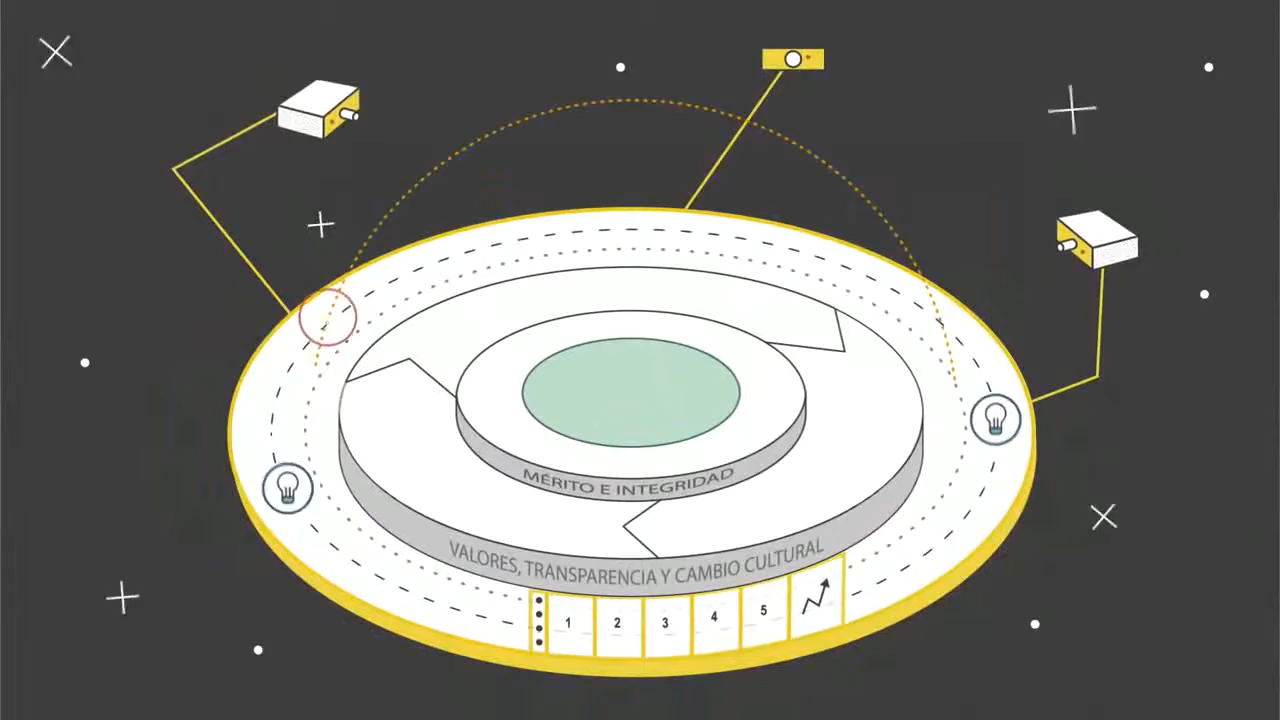 MÉRITO E INTEGRIDAD
VALORES, TRANSPARENCIA Y CAMBIO CULTURAL
1 2 3 4 5